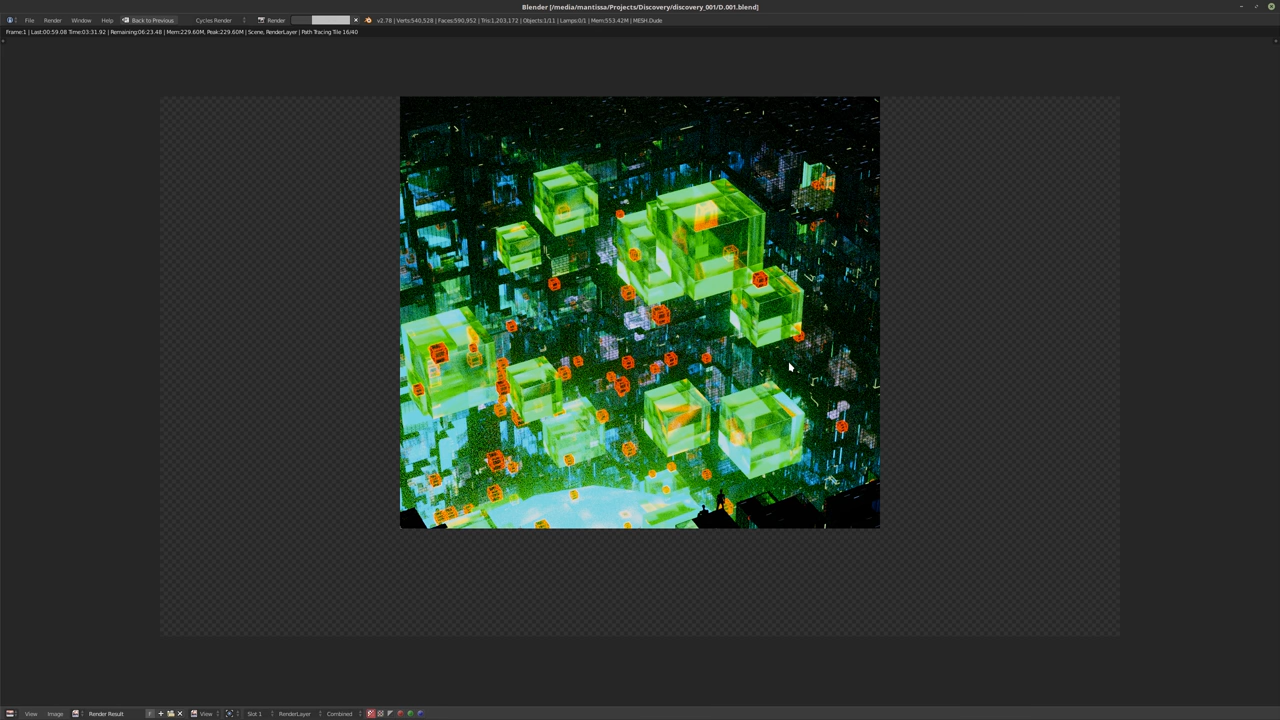 Blender [/media/mantissa/Projects/Discovery/discovery_001/D.001.blend]
File Render Window Help Back to Previous Cycles Render Render v2.78 | Verts:540,528 | Faces:590,952 | Tris:1,203,172 | Objects:1/11 | Lamps:0/1 | Mem:553.42M | MESH.Dude
Frame:1 | Last:00:59.08 Time:03:31.92 | Remaining:06:23.48 | Mem:229.60M, Peak:229.60M | Scene, RenderLayer | Path Tracing Tile 16/40
View Image Render Result F View Slot 1 RenderLayer Combined